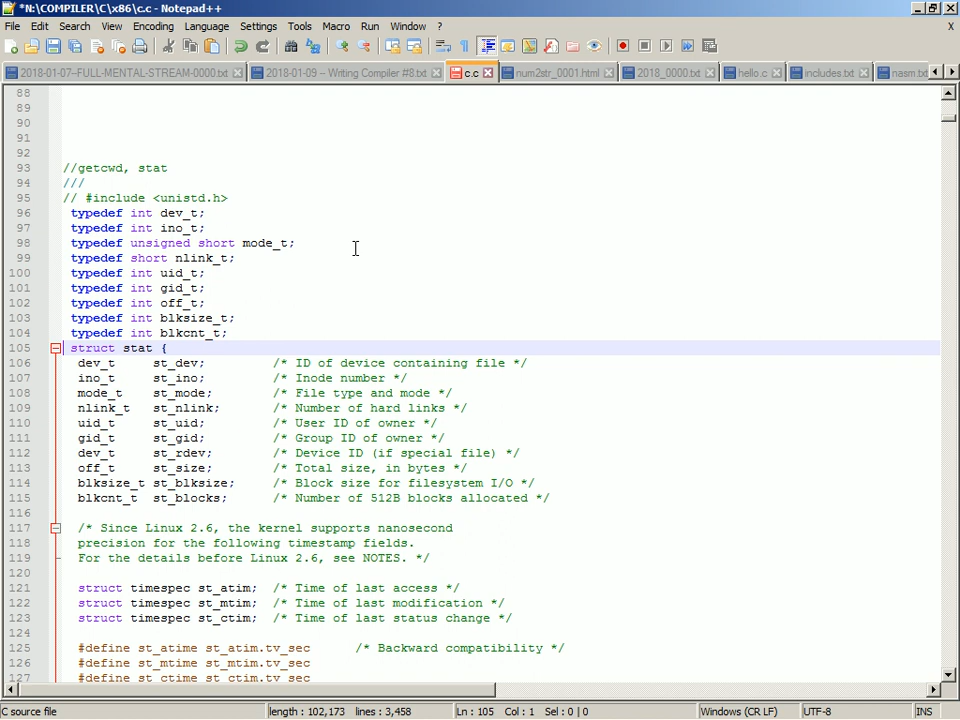 *N:\COMPILER\C\x86\c.c - Notepad++
File Edit Search View Encoding Language Settings Tools Macro Run Window ?
2018-01-07-FULL-MENTAL-STREAM-0000.txt 2018-01-09 -- Writing Compiler #8.txt c.c num2str_0001.html 2018_0000.txt hello.c includes.txt nasm.txt
88
89
90
91
92
93 //getcwd, stat
94 ///
95 // #include <unistd.h>
96 typedef int dev_t;
97 typedef int ino_t;
98 typedef unsigned short mode_t;
99 typedef short nlink_t;
100 typedef int uid_t;
101 typedef int gid_t;
102 typedef int off_t;
103 typedef int blksize_t;
104 typedef int blkcnt_t;
105 struct stat {
106 dev_t st_dev; /* ID of device containing file */
107 ino_t st_ino; /* Inode number */
108 mode_t st_mode; /* File type and mode */
109 nlink_t st_nlink; /* Number of hard links */
110 uid_t st_uid; /* User ID of owner */
111 gid_t st_gid; /* Group ID of owner */
112 dev_t st_rdev; /* Device ID (if special file) */
113 off_t st_size; /* Total size, in bytes */
114 blksize_t st_blksize; /* Block size for filesystem I/O */
115 blkcnt_t st_blocks; /* Number of 512B blocks allocated */
116
117 /* Since Linux 2.6, the kernel supports nanosecond
118 precision for the following timestamp fields.
119 For the details before Linux 2.6, see NOTES. */
120
121 struct timespec st_atim; /* Time of last access */
122 struct timespec st_mtim; /* Time of last modification */
123 struct timespec st_ctim; /* Time of last status change */
124
125 #define st_atime st_atim.tv_sec /* Backward compatibility */
126 #define st_mtime st_mtim.tv_sec
127 #define st_ctime st_ctim.tv_sec
C source file length : 102,173 lines : 3,458 Ln : 105 Col : 1 Sel : 0 | 0 Windows (CR LF) UTF-8 INS